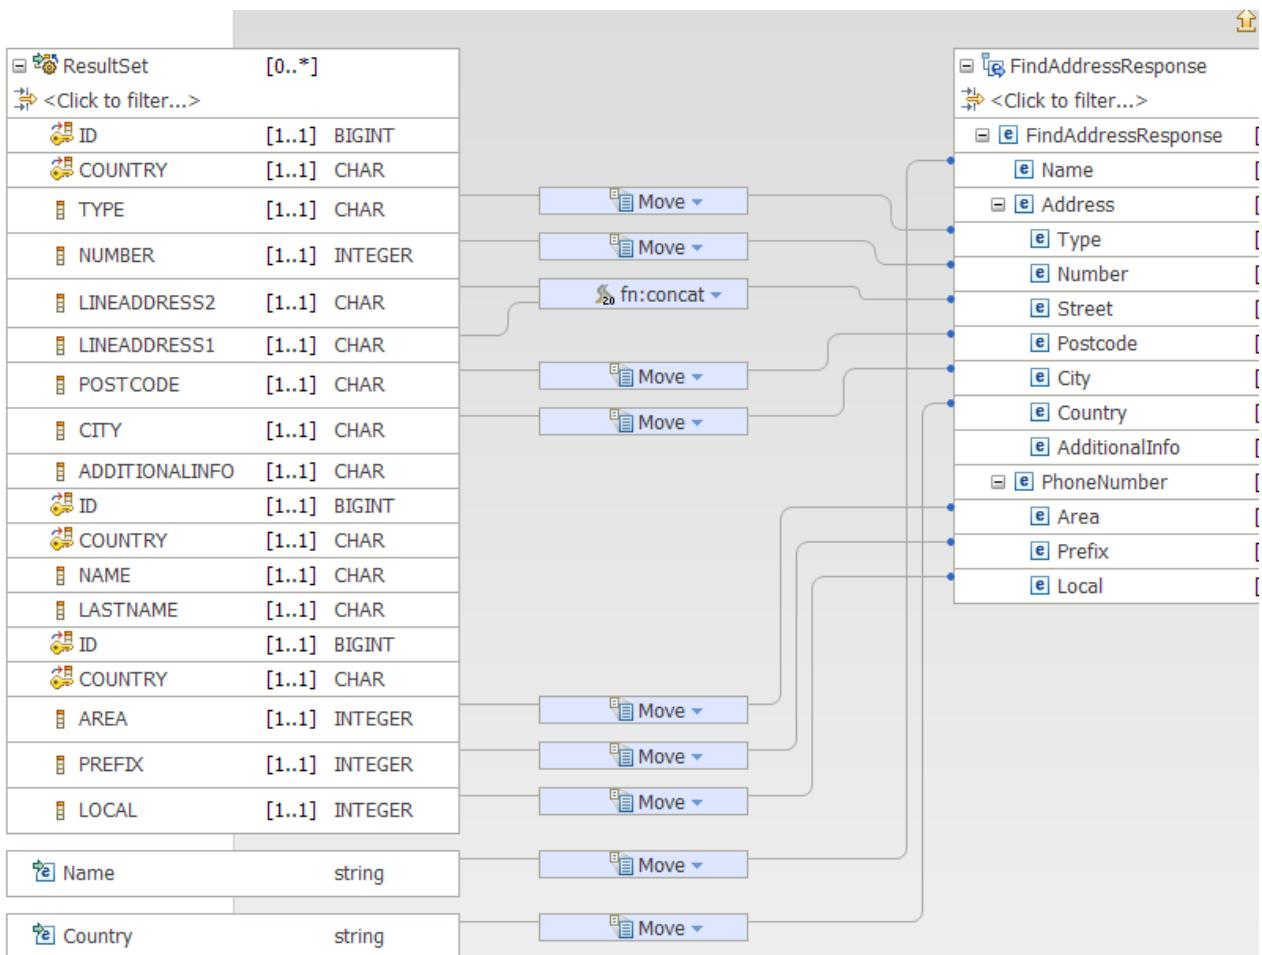 ResultSet [0..*]
<Click to filter...>
ID [1..1] BIGINT
COUNTRY [1..1] CHAR
TYPE [1..1] CHAR
NUMBER [1..1] INTEGER
LINEADDRESS2 [1..1] CHAR
LINEADDRESS1 [1..1] CHAR
POSTCODE [1..1] CHAR
CITY [1..1] CHAR
ADDITIONALINFO [1..1] CHAR
ID [1..1] BIGINT
COUNTRY [1..1] CHAR
NAME [1..1] CHAR
LASTNAME [1..1] CHAR
ID [1..1] BIGINT
COUNTRY [1..1] CHAR
AREA [1..1] INTEGER
PREFIX [1..1] INTEGER
LOCAL [1..1] INTEGER
Name string
Country string
Move
Move
fn:concat
Move
Move
Move
Move
Move
Move
Move
FindAddressResponse
<Click to filter...>
FindAddressResponse [
Name [
Address [
Type [
Number [
Street [
Postcode [
City [
Country [
AdditionalInfo [
PhoneNumber [
Area [
Prefix [
Local [